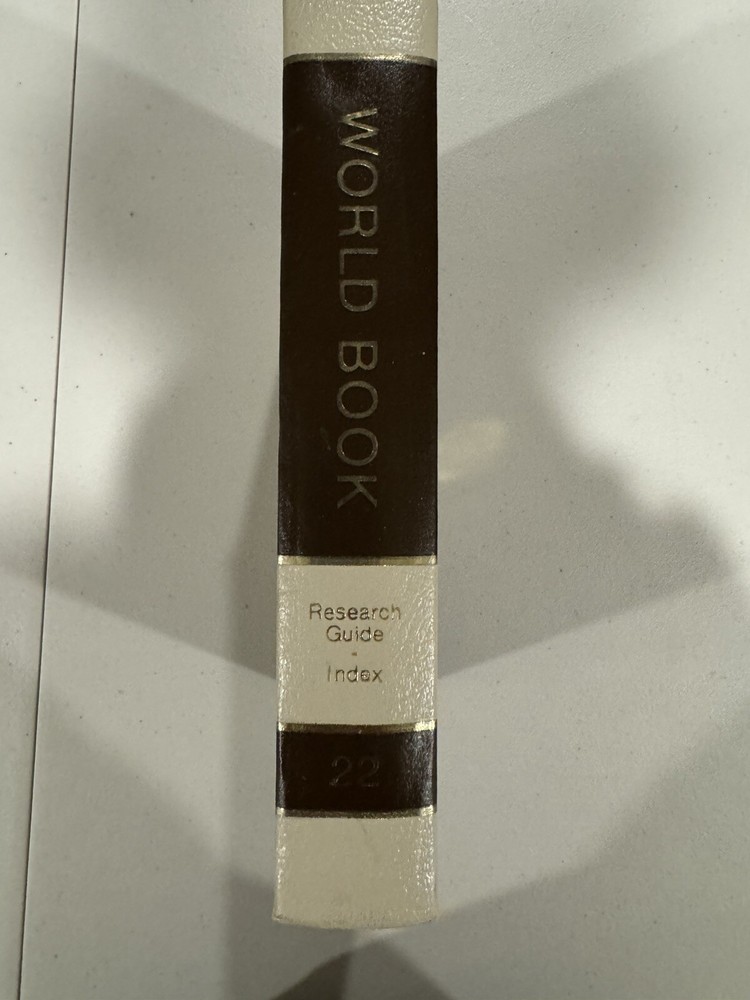 WORLD BOOK
Research
Guide
-
Index
22